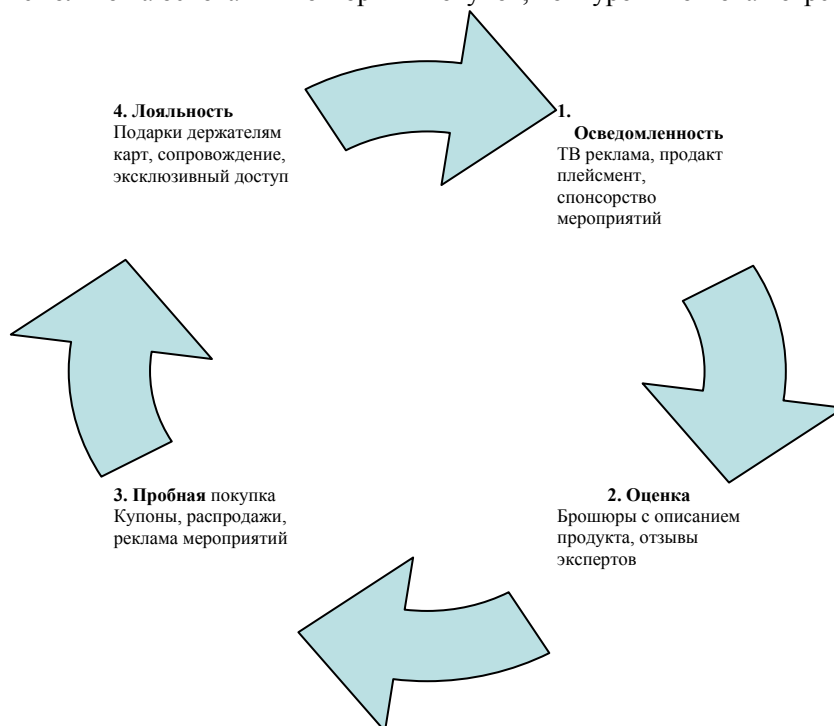 4. Лояльность
Подарки держателям
карт, сопровождение,
эксклюзивный доступ
1.
Осведомленность
ТВ реклама, продакт
плейсмент,
спонсорство
мероприятий
3. Пробная покупка
Купоны, распродажи,
реклама мероприятий
2. Оценка
Брошюры с описанием
продукта, отзывы
экспертов